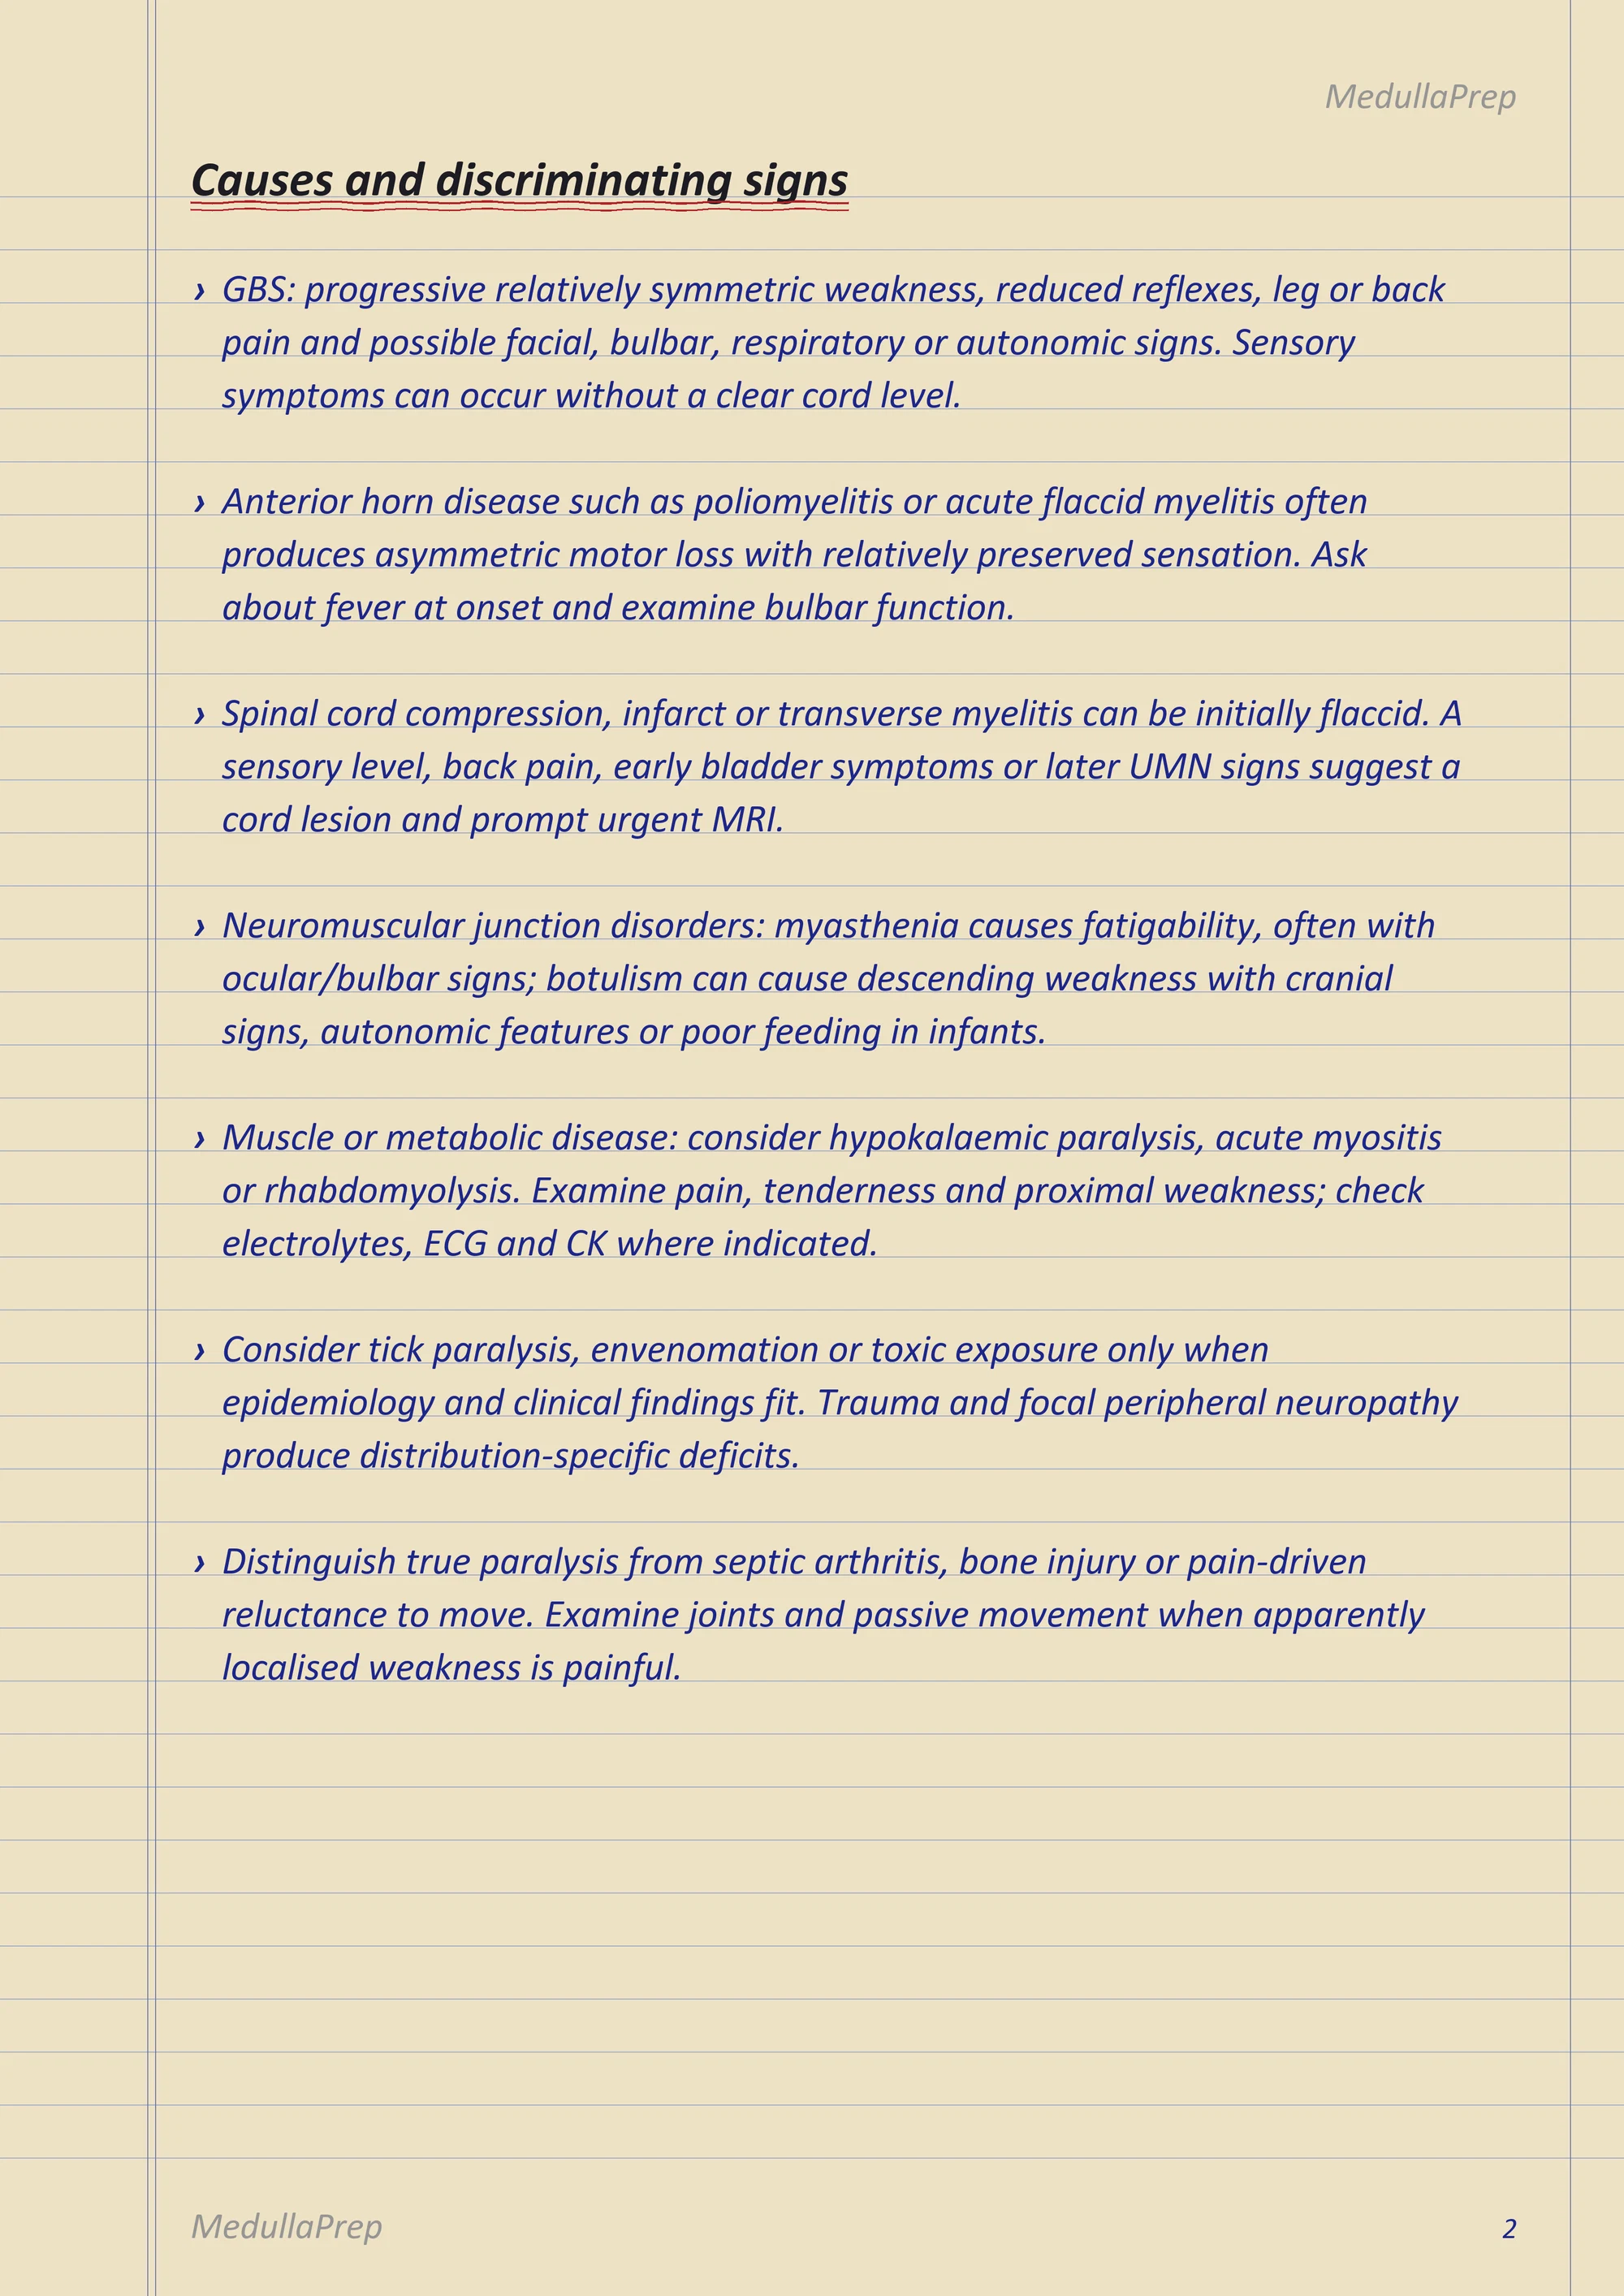 MedullaPrep
Causes and discriminating signs
› GBS: progressive relatively symmetric weakness, reduced reflexes, leg or back
pain and possible facial, bulbar, respiratory or autonomic signs. Sensory
symptoms can occur without a clear cord level.
› Anterior horn disease such as poliomyelitis or acute flaccid myelitis often
produces asymmetric motor loss with relatively preserved sensation. Ask
about fever at onset and examine bulbar function.
› Spinal cord compression, infarct or transverse myelitis can be initially flaccid. A
sensory level, back pain, early bladder symptoms or later UMN signs suggest a
cord lesion and prompt urgent MRI.
› Neuromuscular junction disorders: myasthenia causes fatigability, often with
ocular/bulbar signs; botulism can cause descending weakness with cranial
signs, autonomic features or poor feeding in infants.
› Muscle or metabolic disease: consider hypokalaemic paralysis, acute myositis
or rhabdomyolysis. Examine pain, tenderness and proximal weakness; check
electrolytes, ECG and CK where indicated.
› Consider tick paralysis, envenomation or toxic exposure only when
epidemiology and clinical findings fit. Trauma and focal peripheral neuropathy
produce distribution-specific deficits.
› Distinguish true paralysis from septic arthritis, bone injury or pain-driven
reluctance to move. Examine joints and passive movement when apparently
localised weakness is painful.
MedullaPrep
2